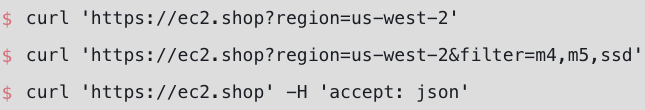 $ curl 'https://ec2.shop?region=us-west-2'
$ curl 'https://ec2.shop?region=us-west-2&filter=m4,m5,ssd'
$ curl 'https://ec2.shop' -H 'accept: json'